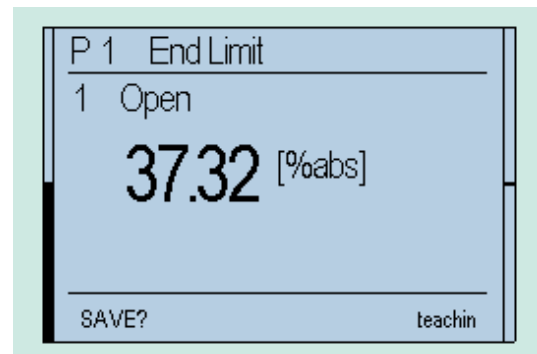 P 1 End Limit
1 Open
37.32 [%abs]
SAVE? teachin